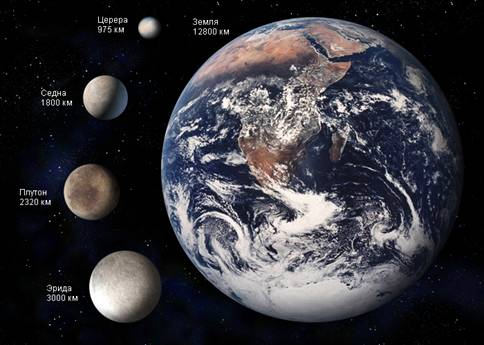 Церера
975 км
Земля
12800 км
Седна
1800 км
Плутон
2320 км
Эрида
3000 км